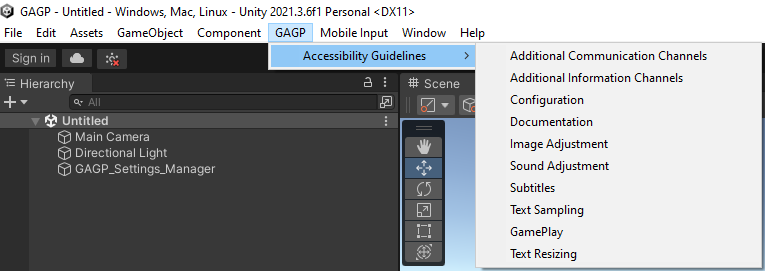 GAGP - Untitled - Windows, Mac, Linux - Unity 2021.3.6f1 Personal <DX11>
File Edit Assets GameObject Component GAGP Mobile Input Window Help
Sign in
Accessibility Guidelines
Additional Communication Channels
Additional Information Channels
Configuration
Documentation
Image Adjustment
Sound Adjustment
Subtitles
Text Sampling
GamePlay
Text Resizing
Hierarchy
Scene
All
Untitled
Main Camera
Directional Light
GAGP_Settings_Manager